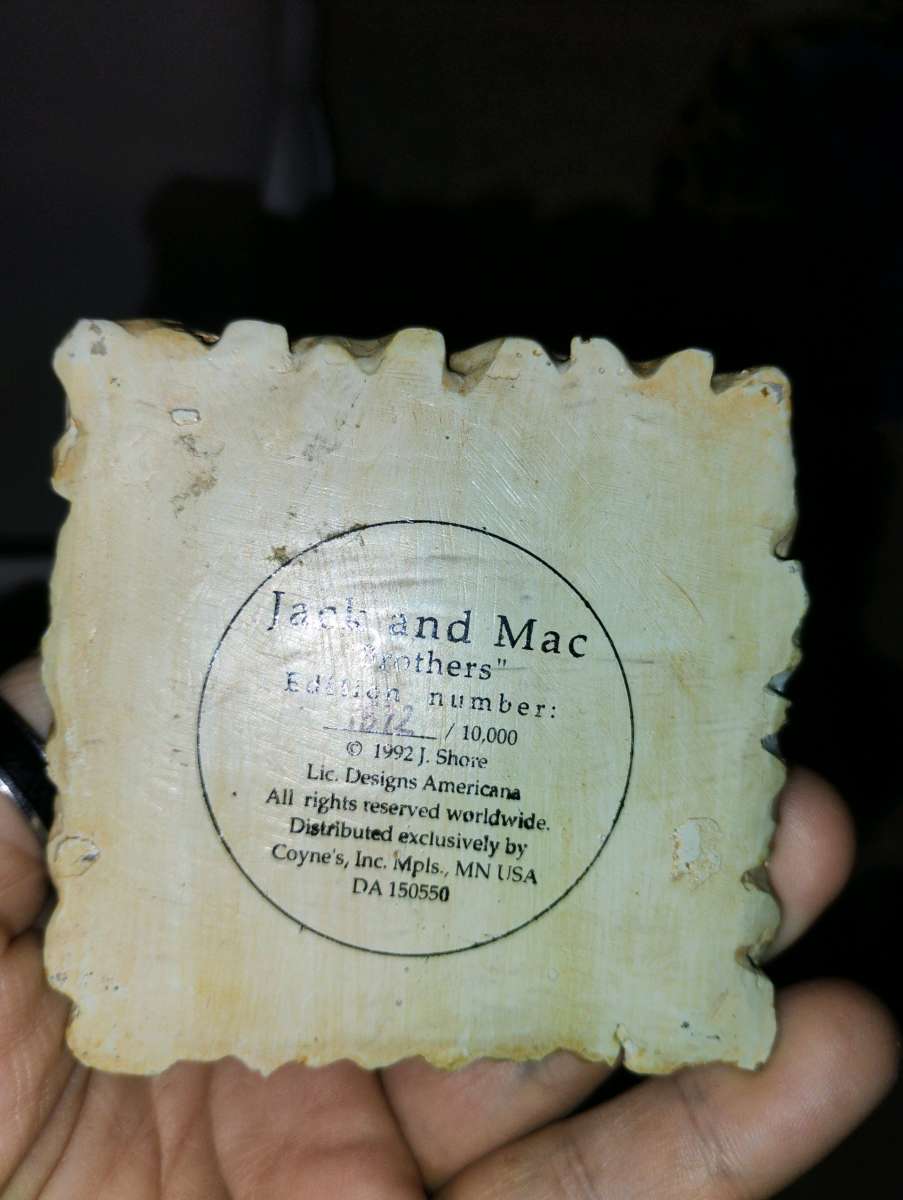 Jack and Mac
"Brothers"
Edition number:
/ 10,000
© 1992 J. Shore
Lic. Designs Americana
All rights reserved worldwide.
Distributed exclusively by
Coyne's, Inc. Mpls., MN USA
DA 150550